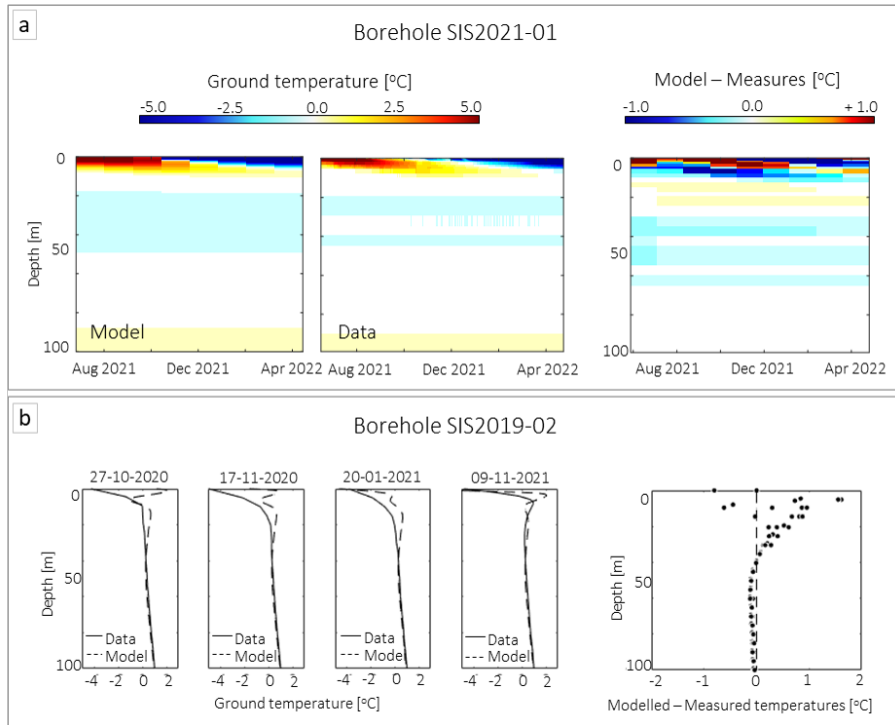 a
Borehole SIS2021-01
Ground temperature [°C]
-5.0 -2.5 0.0 2.5 5.0
Model – Measures [°C]
-1.0 0.0 +1.0
Depth [m]
0
50
100
Model
Aug 2021 Dec 2021 Apr 2022
Data
Aug 2021 Dec 2021 Apr 2022
0
50
100
Aug 2021 Dec 2021 Apr 2022
b
Borehole SIS2019-02
27-10-2020 17-11-2020 20-01-2021 09-11-2021
Depth [m]
0
50
100
Data
Model
Data
Model
Data
Model
Data
Model
-4 -2 0 2
-4 -2 0 2
-4 -2 0 2
-4 -2 0 2
Ground temperature [°C]
Depth [m]
0
50
100
-2 -1 0 1 2
Modelled – Measured temperatures [°C]